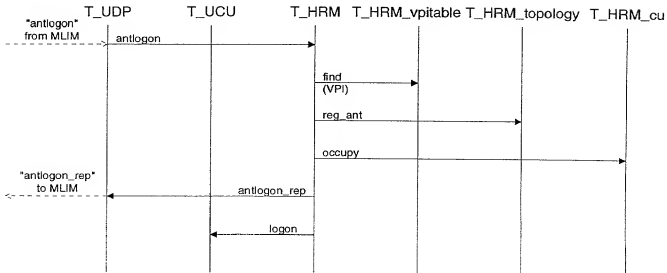 T_UDP T_UCU T_HRM T_HRM_vpitable T_HRM_topology T_HRM_cu
"antlogon"
from MLIM
antlogon
find
(VPI)
reg_ant
occupy
"antlogon_rep"
to MLIM
antlogon_rep
logon